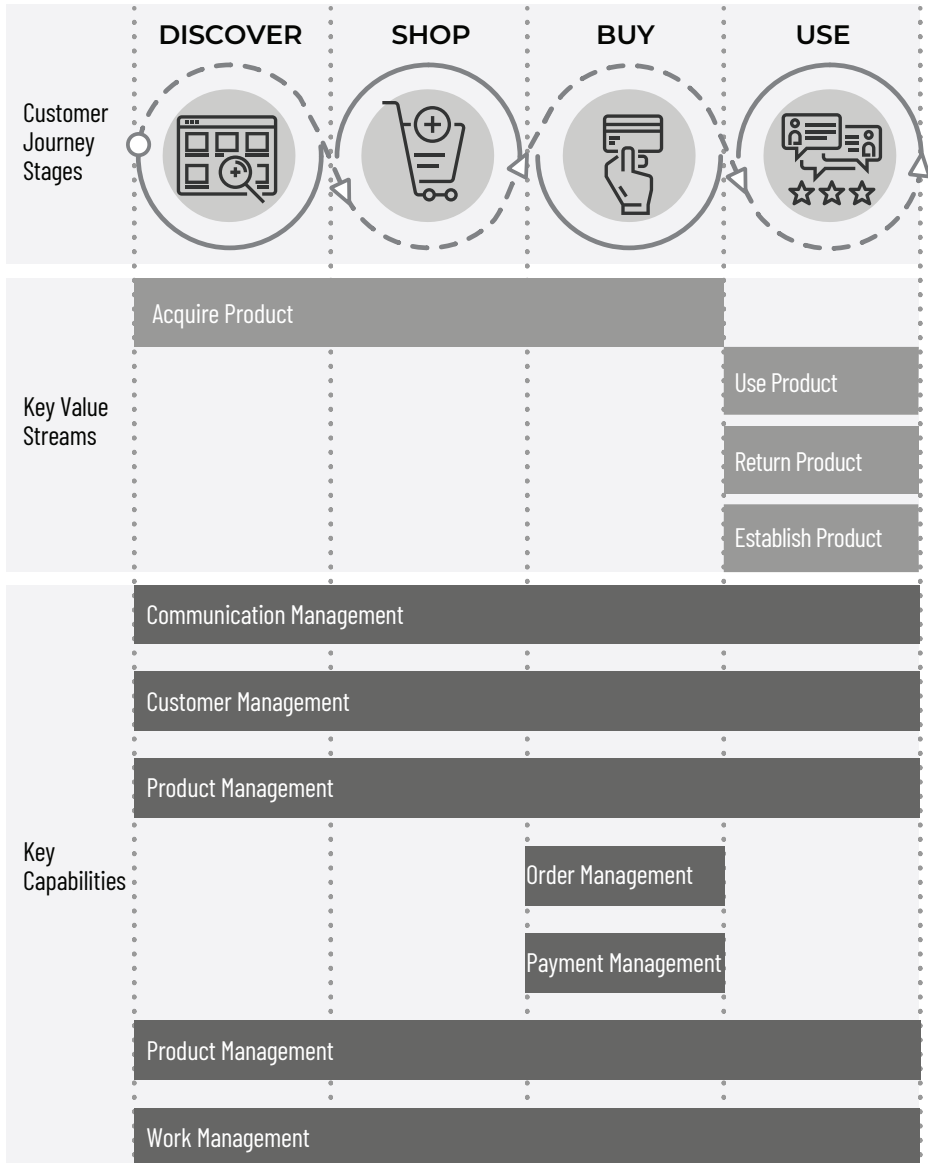 DISCOVER
SHOP
BUY
USE
Customer
Journey
Stages
Acquire Product
Key Value
Streams
Use Product
Return Product
Establish Product
Communication Management
Customer Management
Product Management
Key
Capabilities
Order Management
Payment Management
Product Management
Work Management